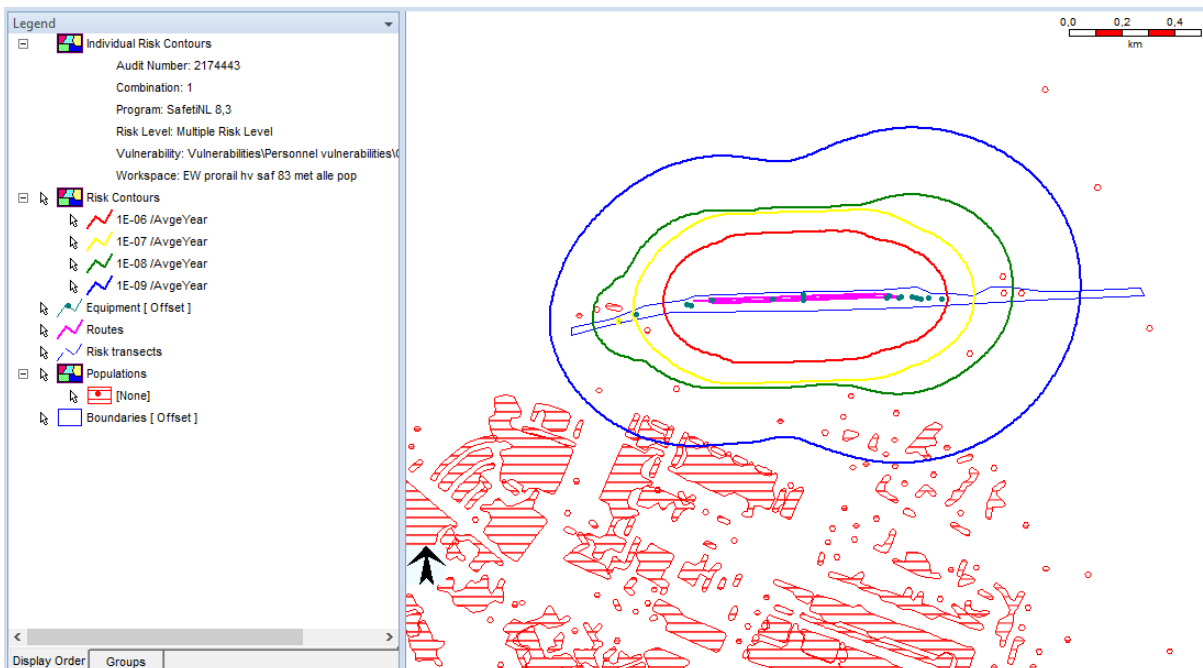 Legend
Individual Risk Contours
Audit Number: 2174443
Combination: 1
Program: SafetiNL 8,3
Risk Level: Multiple Risk Level
Vulnerability: Vulnerabilities\Personnel vulnerabilities\
Workspace: EW prorail hv saf 83 met alle pop
Risk Contours
1E-06 /AvgeYear
1E-07 /AvgeYear
1E-08 /AvgeYear
1E-09 /AvgeYear
Equipment [ Offset ]
Routes
Risk transects
Populations
[None]
Boundaries [ Offset ]
Display Order Groups
0,0 0,2 0,4
km